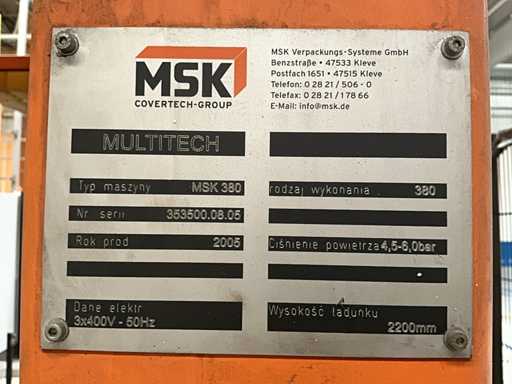 MSK
COVERTECH-GROUP
MSK Verpackungs-Systeme GmbH
Benzstraße • 47533 Kleve
Postfach 1651 • 47515 Kleve
Telefon: 0 28 21 / 506 - 0
Telefax: 0 28 21 / 1 78 66
E-Mail: info@msk.de
MULTITECH
Typ maszyny MSK 380
rodzaj wykonania . 380
Nr serii 353500.08.05
Rok prod 2005
Ciśnienie powietrza 4,5-6,0bar
Dane elektr
3x400V - 50Hz
Wysokość ładunku
2200mm